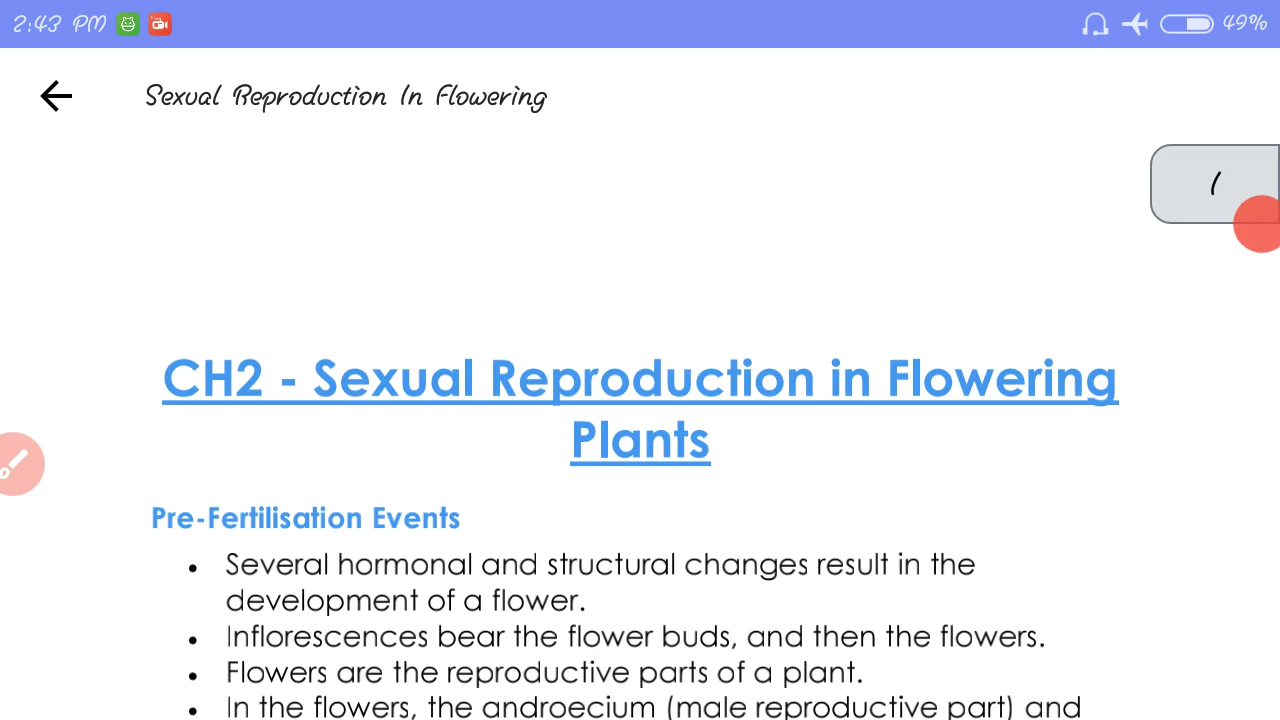 2:43 PM
49%
Sexual Reproduction In Flowering
1
CH2 - Sexual Reproduction in Flowering
Plants
Pre-Fertilisation Events
• Several hormonal and structural changes result in the
development of a flower.
• Inflorescences bear the flower buds, and then the flowers.
• Flowers are the reproductive parts of a plant.
• In the flowers, the androecium (male reproductive part) and